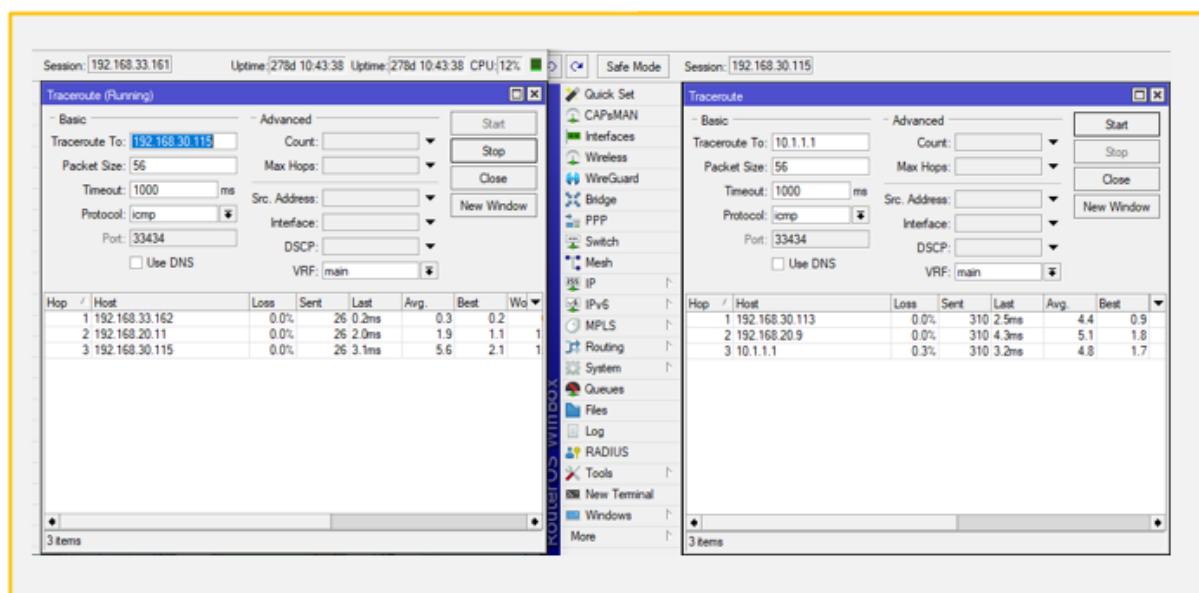 Session: 192.168.33.161 Uptime: 278d 10:43:38 Uptime: 278d 10:43:38 CPU: 12%
Traceroute (Running)
Basic
Traceroute To: 192.168.30.115
Packet Size: 56
Timeout: 1000 ms
Protocol: icmp
Port: 33434
Use DNS
Advanced
Count:
Max Hops:
Src. Address:
Interface:
DSCP:
VRF: main
Start
Stop
Close
New Window
Hop Host Loss Sent Last Avg. Best Wo
1 192.168.33.162 0.0% 26 0.2ms 0.3 0.2
2 192.168.20.11 0.0% 26 2.0ms 1.9 1.1 1
3 192.168.30.115 0.0% 26 3.1ms 5.6 2.1 1
3 items
RouterOS WinBox
Safe Mode Session: 192.168.30.115
Quick Set
CAPsMAN
Interfaces
Wireless
WireGuard
Bridge
PPP
Switch
Mesh
IP
IPv6
MPLS
Routing
System
Queues
Files
Log
RADIUS
Tools
New Terminal
Windows
More
Traceroute
Basic
Traceroute To: 10.1.1.1
Packet Size: 56
Timeout: 1000 ms
Protocol: icmp
Port: 33434
Use DNS
Advanced
Count:
Max Hops:
Src. Address:
Interface:
DSCP:
VRF: main
Start
Stop
Close
New Window
Hop Host Loss Sent Last Avg. Best
1 192.168.30.113 0.0% 310 2.5ms 4.4 0.9
2 192.168.20.9 0.0% 310 4.3ms 5.1 1.8
3 10.1.1.1 0.3% 310 3.2ms 4.8 1.7
3 items